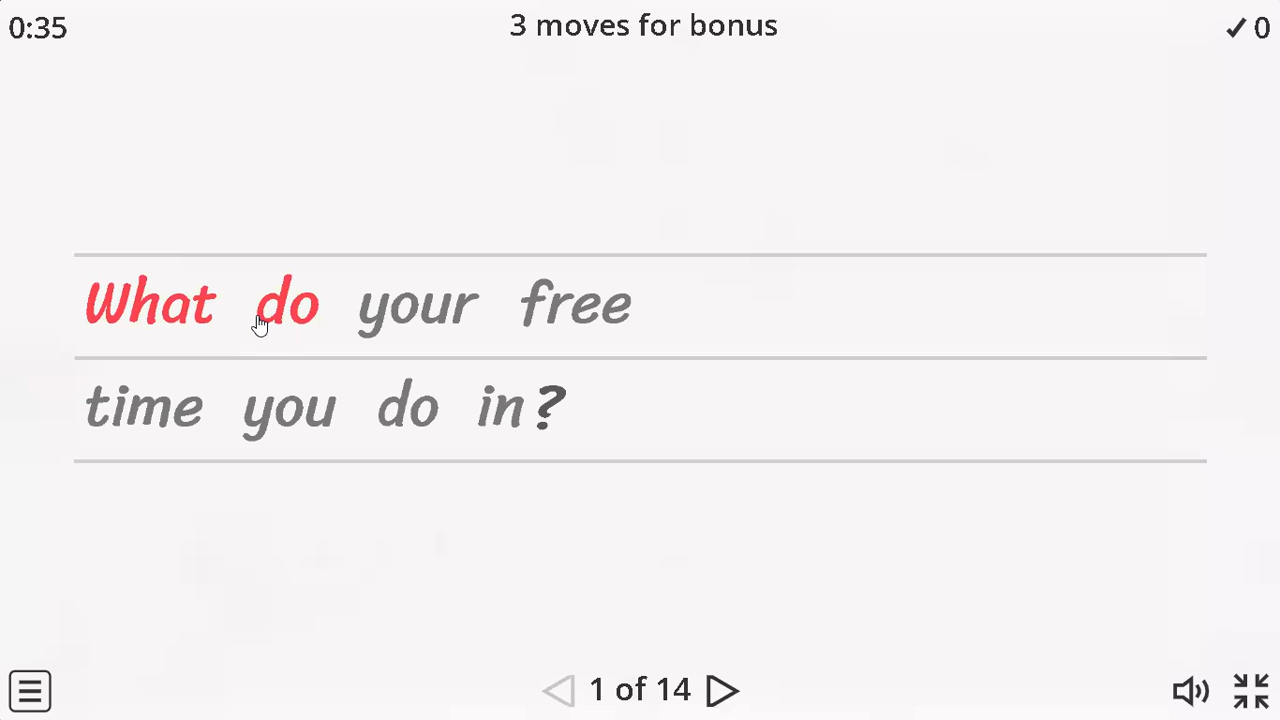 0:35 3 moves for bonus ✓ 0
What do your free
time you do in?
1 of 14